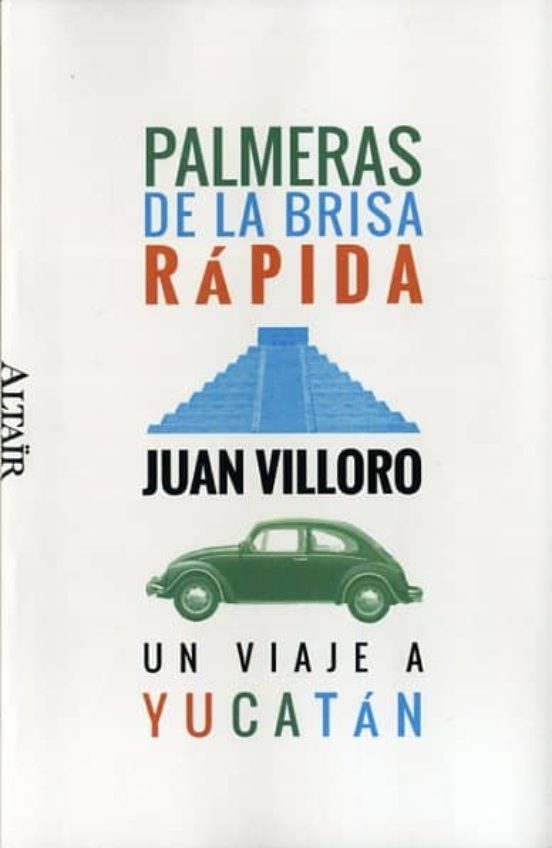 PALMERAS
DE LA BRISA
RÁPIDA
ALTAÏR
JUAN VILLORO
UN VIAJE A
YUCATÁN